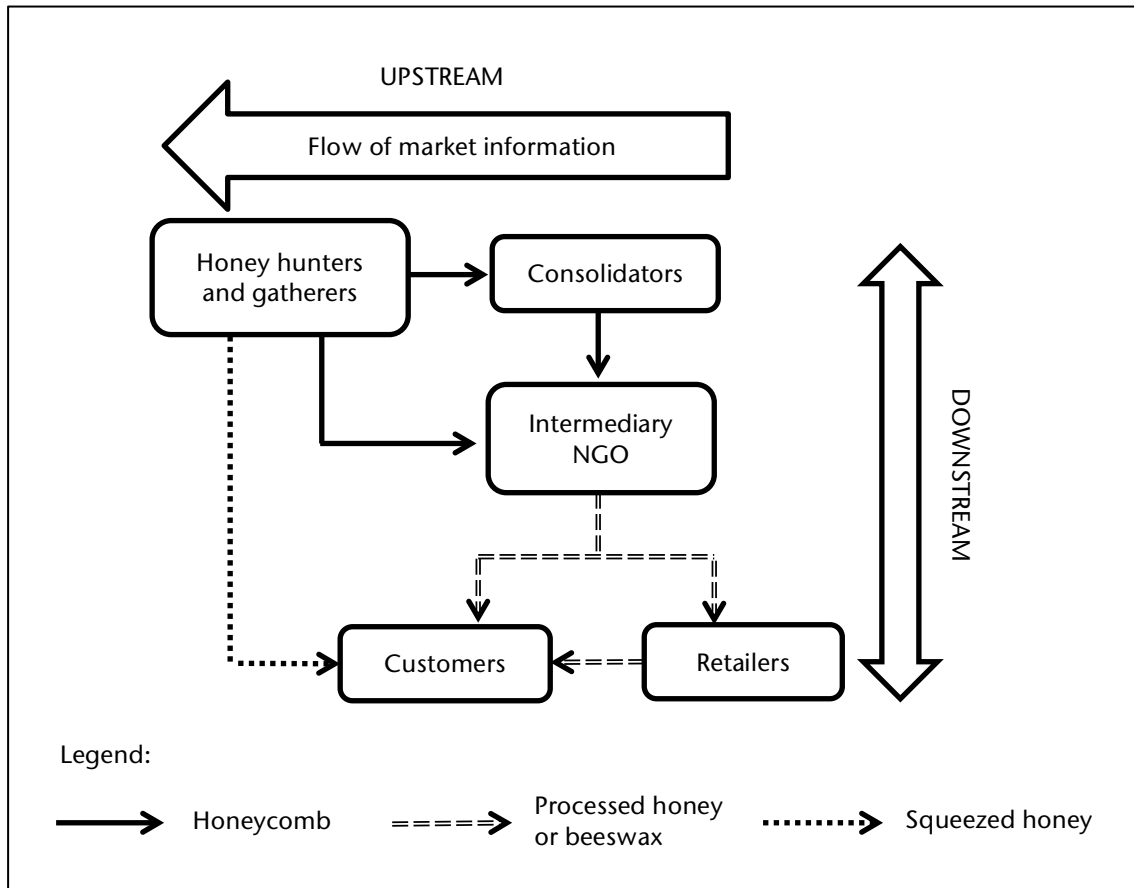 UPSTREAM
Flow of market information
Honey hunters
and gatherers
Consolidators
Intermediary
NGO
DOWNSTREAM
Customers
Retailers
Legend:
Honeycomb
Processed honey
or beeswax
Squeezed honey